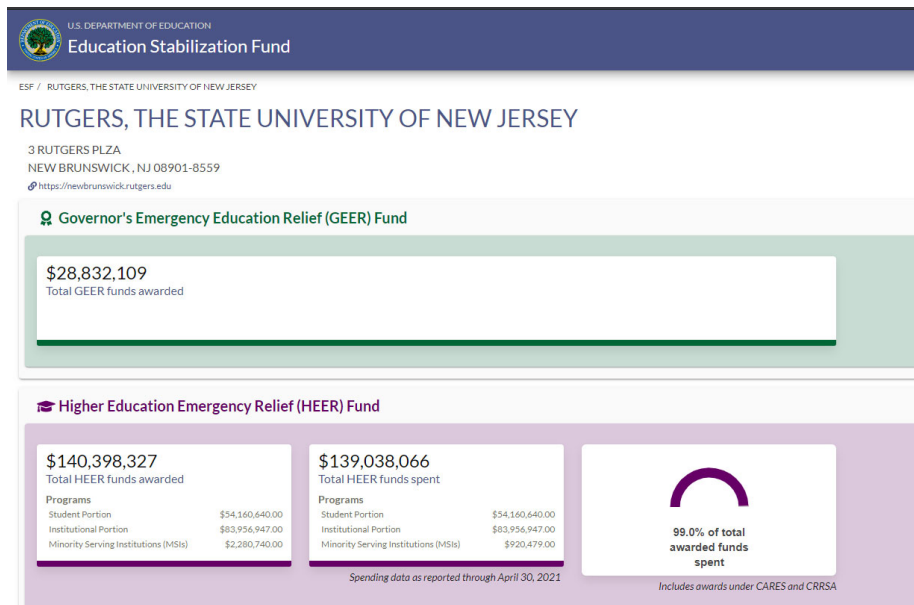 U.S. DEPARTMENT OF EDUCATION
Education Stabilization Fund
ESF / RUTGERS, THE STATE UNIVERSITY OF NEW JERSEY
RUTGERS, THE STATE UNIVERSITY OF NEW JERSEY
3 RUTGERS PLZA
NEW BRUNSWICK , NJ 08901-8559
https://newbrunswick.rutgers.edu
Governor's Emergency Education Relief (GEER) Fund
$28,832,109
Total GEER funds awarded
Higher Education Emergency Relief (HEER) Fund
$140,398,327
Total HEER funds awarded
Programs
Student Portion $54,160,640.00
Institutional Portion $83,956,947.00
Minority Serving Institutions (MSIs) $2,280,740.00
$139,038,066
Total HEER funds spent
Programs
Student Portion $54,160,640.00
Institutional Portion $83,956,947.00
Minority Serving Institutions (MSIs) $920,479.00
Spending data as reported through April 30, 2021
99.0% of total
awarded funds
spent
Includes awards under CARES and CRRSA